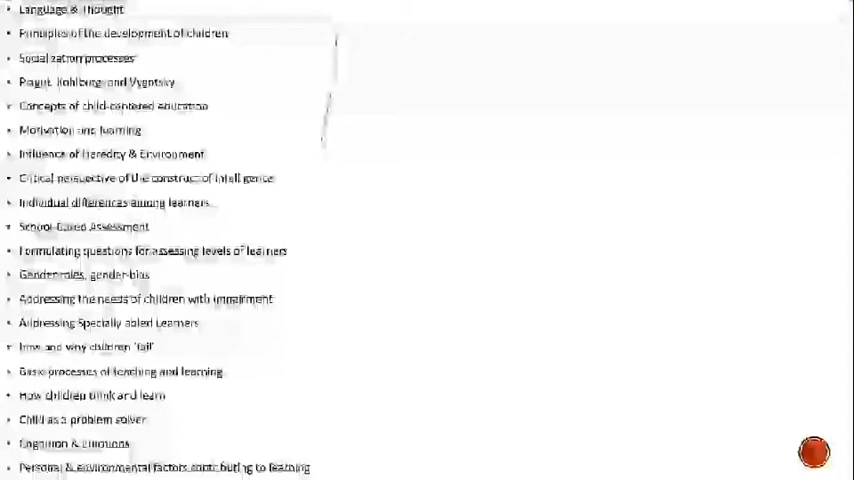 Language & Thought
Principles of the development of children
Socialization processes
Piaget, Kohlberg and Vygotsky
Concepts of child-centered education
Motivation and learning
Influence of Heredity & Environment
Critical perspective of the construct of intelligence
Individual differences among learners
School-Based Assessment
Formulating questions for assessing levels of learners
Gender roles, gender-bias
Addressing the needs of children with impairment
Addressing Specially abled Learners
How and why children 'fail'
Basic processes of teaching and learning
How children think and learn
Child as a problem solver
Cognition & Emotions
Personal & environmental factors contributing to learning